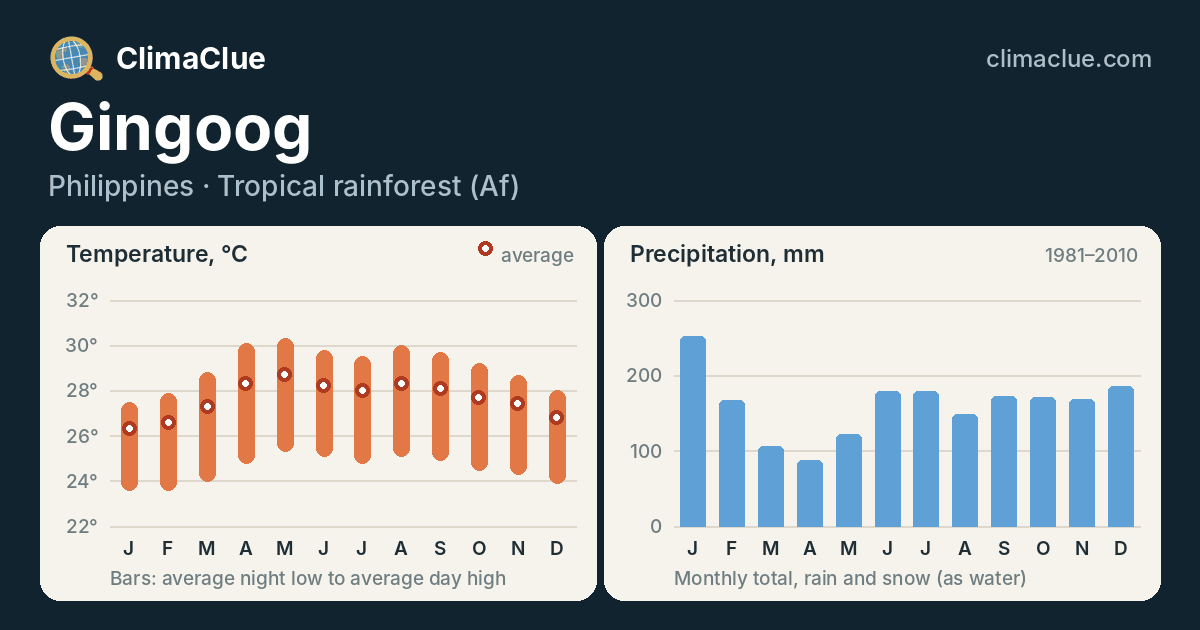 ClimaClue
climaclue.com
Gingoog
Philippines · Tropical rainforest (Af)
Temperature, °C
average
32°
30°
28°
26°
24°
22°
J F M A M J J A S O N D
Bars: average night low to average day high
Precipitation, mm
1981–2010
300
200
100
0
J F M A M J J A S O N D
Monthly total, rain and snow (as water)